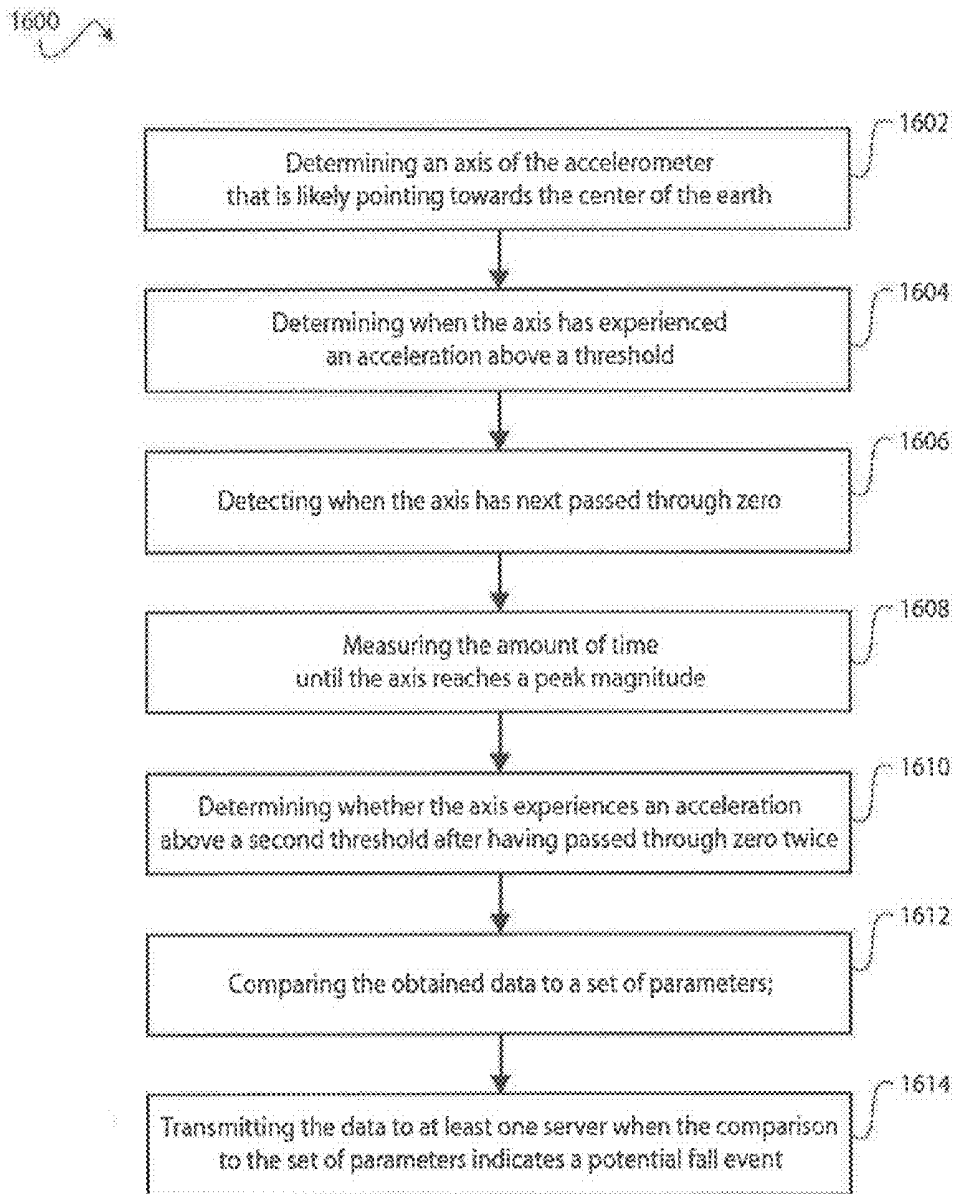 1600
1602
Determining an axis of the accelerometer
that is likely pointing towards the center of the earth
1604
Determining when the axis has experienced
an acceleration above a threshold
1606
Detecting when the axis has next passed through zero
1608
Measuring the amount of time
until the axis reaches a peak magnitude
1610
Determining whether the axis experiences an acceleration
above a second threshold after having passed through zero twice
1612
Comparing the obtained data to a set of parameters;
1614
Transmitting the data to at least one server when the comparison
to the set of parameters indicates a potential fall event